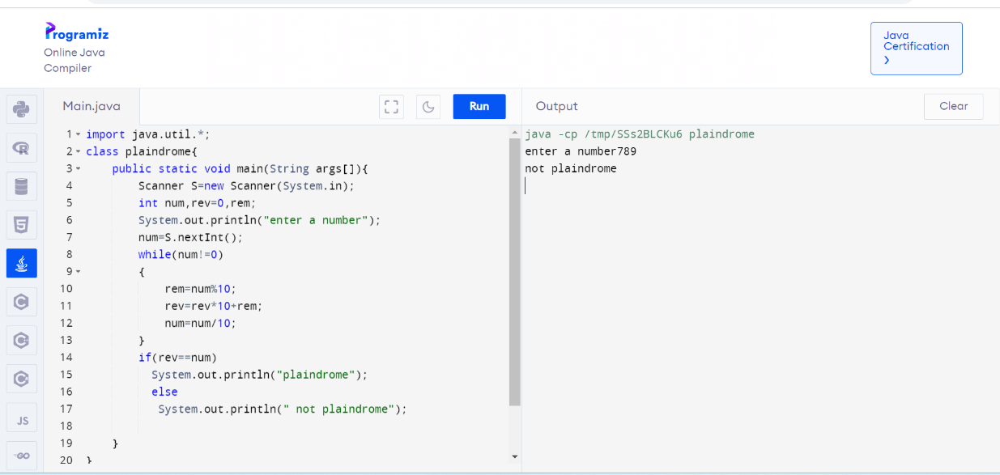 Programiz
Online Java
Compiler
Java
Certification
Main.java
Run
Output
Clear
1 import java.util.*;
2 class plaindrome{
3 public static void main(String args[]){
4 Scanner S=new Scanner(System.in);
5 int num,rev=0,rem;
6 System.out.println("enter a number");
7 num=S.nextInt();
8 while(num!=0)
9 {
10 rem=num%10;
11 rev=rev*10+rem;
12 num=num/10;
13 }
14 if(rev==num)
15 System.out.println("plaindrome");
16 else
17 System.out.println(" not plaindrome");
18
19 }
20 }
java -cp /tmp/SSs2BLCKu6 plaindrome
enter a number789
not plaindrome
JS
GO